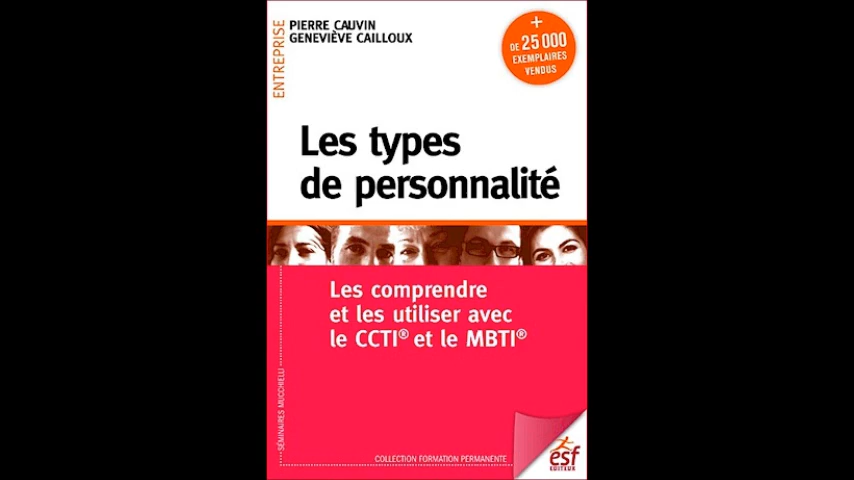 PIERRE CAUVIN
GENEVIÈVE CAILLOUX
ENTREPRISE
+
DE 25 000
EXEMPLAIRES
VENDUS
Les types
de personnalité
Les comprendre
et les utiliser avec
le CCTI® et le MBTI®
SÉMINAIRES MUCCHIELLI
COLLECTION FORMATION PERMANENTE
esf
ÉDITEUR